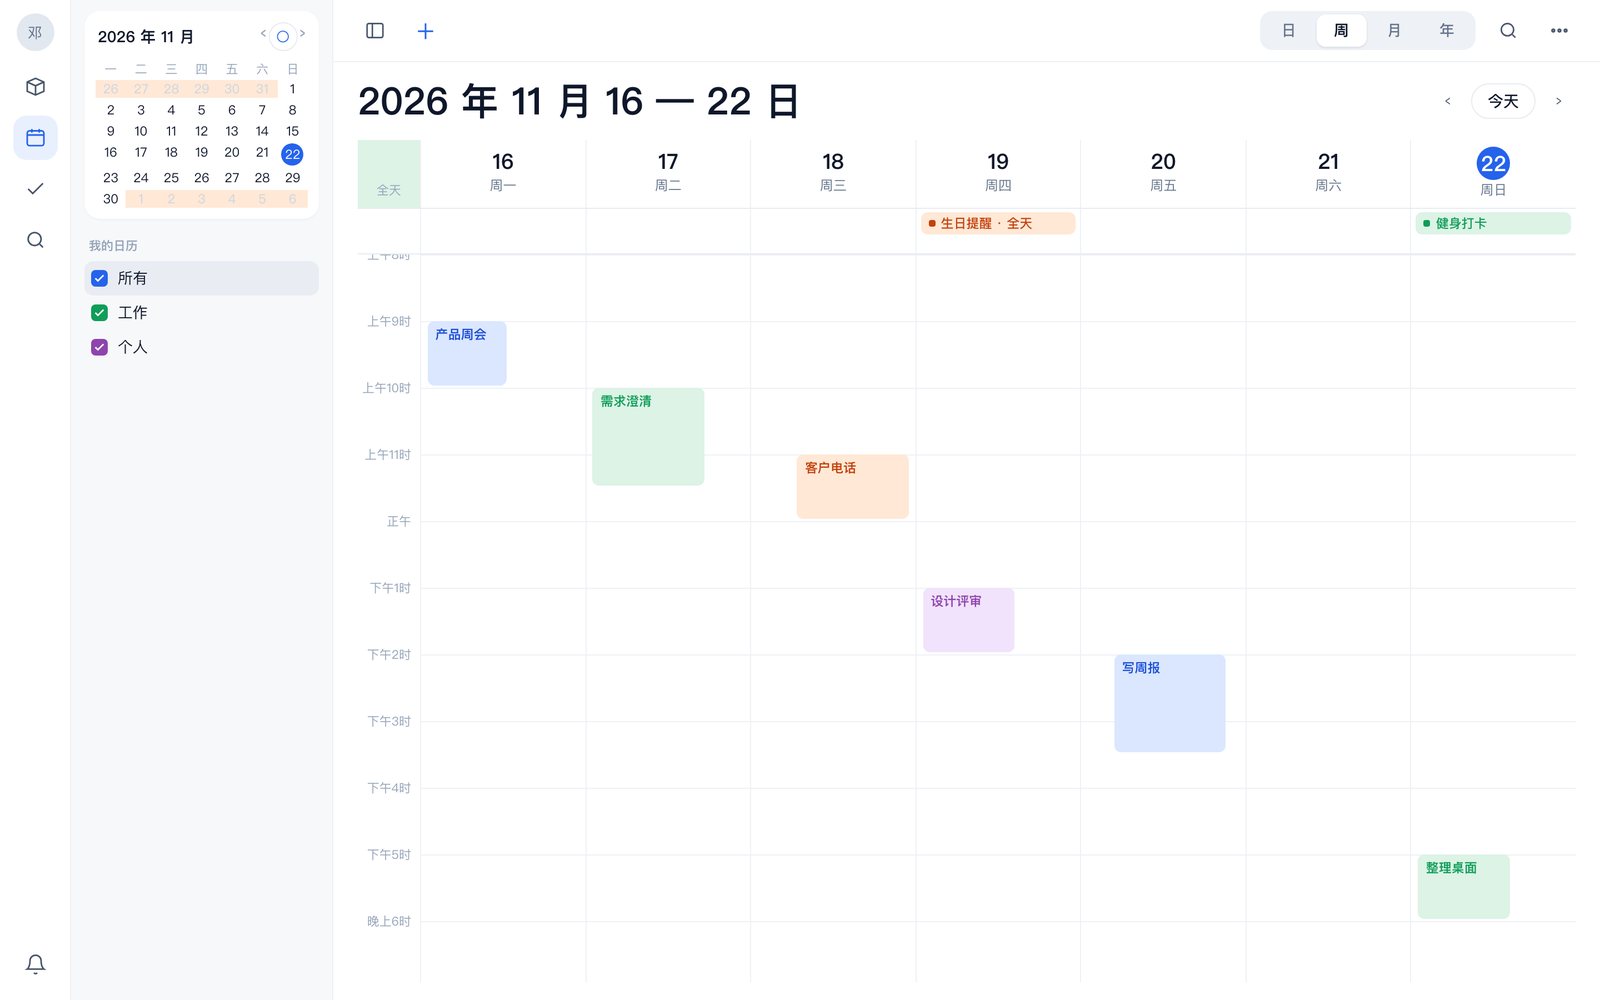 邓
2026 年 11 月
一 二 三 四 五 六 日
26 27 28 29 30 31 1
2 3 4 5 6 7 8
9 10 11 12 13 14 15
16 17 18 19 20 21 22
23 24 25 26 27 28 29
30 1 2 3 4 5 6
我的日历
所有
工作
个人
日 周 月 年
2026 年 11 月 16 — 22 日
今天
全天
16 17 18 19 20 21 22
周一 周二 周三 周四 周五 周六 周日
生日提醒 · 全天
健身打卡
上午8时
上午9时
产品周会
上午10时
需求澄清
上午11时
客户电话
正午
下午1时
设计评审
下午2时
写周报
下午3时
下午4时
下午5时
整理桌面
晚上6时